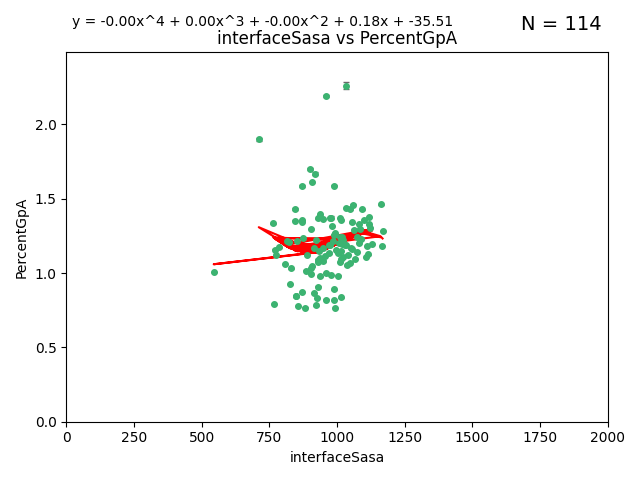 y = -0.00x^4 + 0.00x^3 + -0.00x^2 + 0.18x + -35.51
N = 114
interfaceSasa vs PercentGpA
PercentGpA
2.0
1.5
1.0
0.5
0.0
0 250 500 750 1000 1250 1500 1750 2000
interfaceSasa